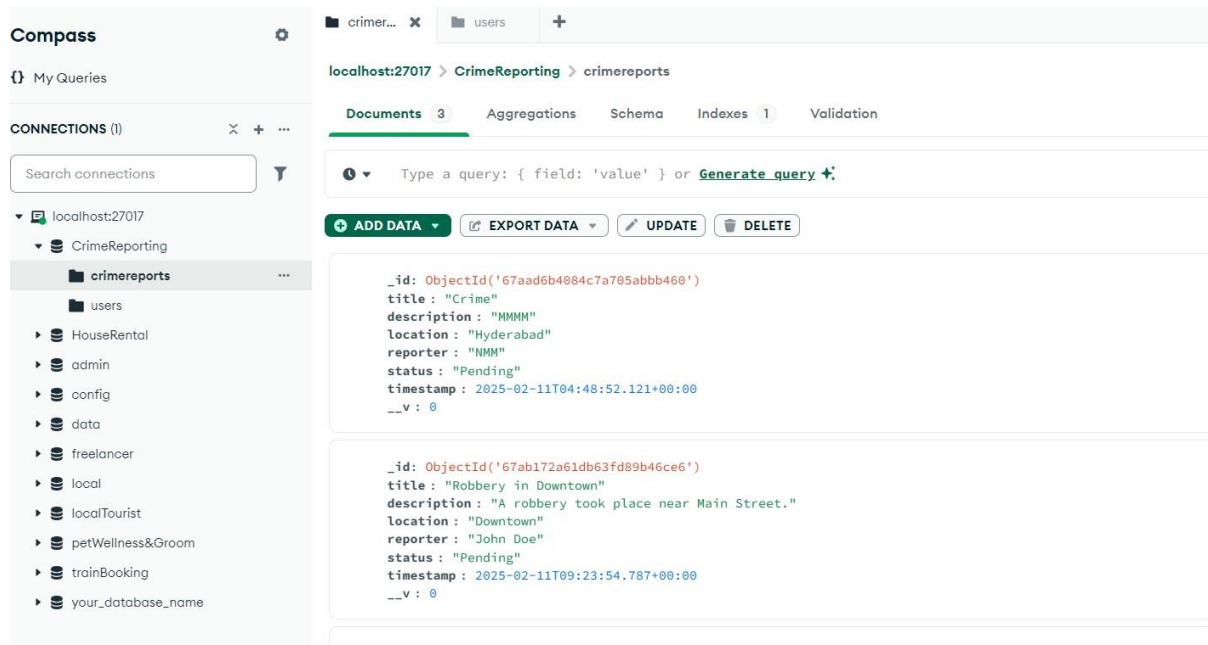 Compass
{} My Queries
CONNECTIONS (1)
Search connections
localhost:27017
CrimeReporting
crimereports
users
HouseRental
admin
config
data
freelancer
local
localTourist
petWellness&Groom
trainBooking
your_database_name
crimer...
users
localhost:27017 > CrimeReporting > crimereports
Documents 3 Aggregations Schema Indexes 1 Validation
Type a query: { field: 'value' } or Generate query
ADD DATA EXPORT DATA UPDATE DELETE
_id: ObjectId('67aad6b4084c7a705abbb460')
title : "Crime"
description : "MMMM"
location : "Hyderabad"
reporter : "NMM"
status : "Pending"
timestamp : 2025-02-11T04:48:52.121+00:00
__v : 0
_id: ObjectId('67ab172a61db63fd89b46ce6')
title : "Robbery in Downtown"
description : "A robbery took place near Main Street."
location : "Downtown"
reporter : "John Doe"
status : "Pending"
timestamp : 2025-02-11T09:23:54.787+00:00
__v : 0